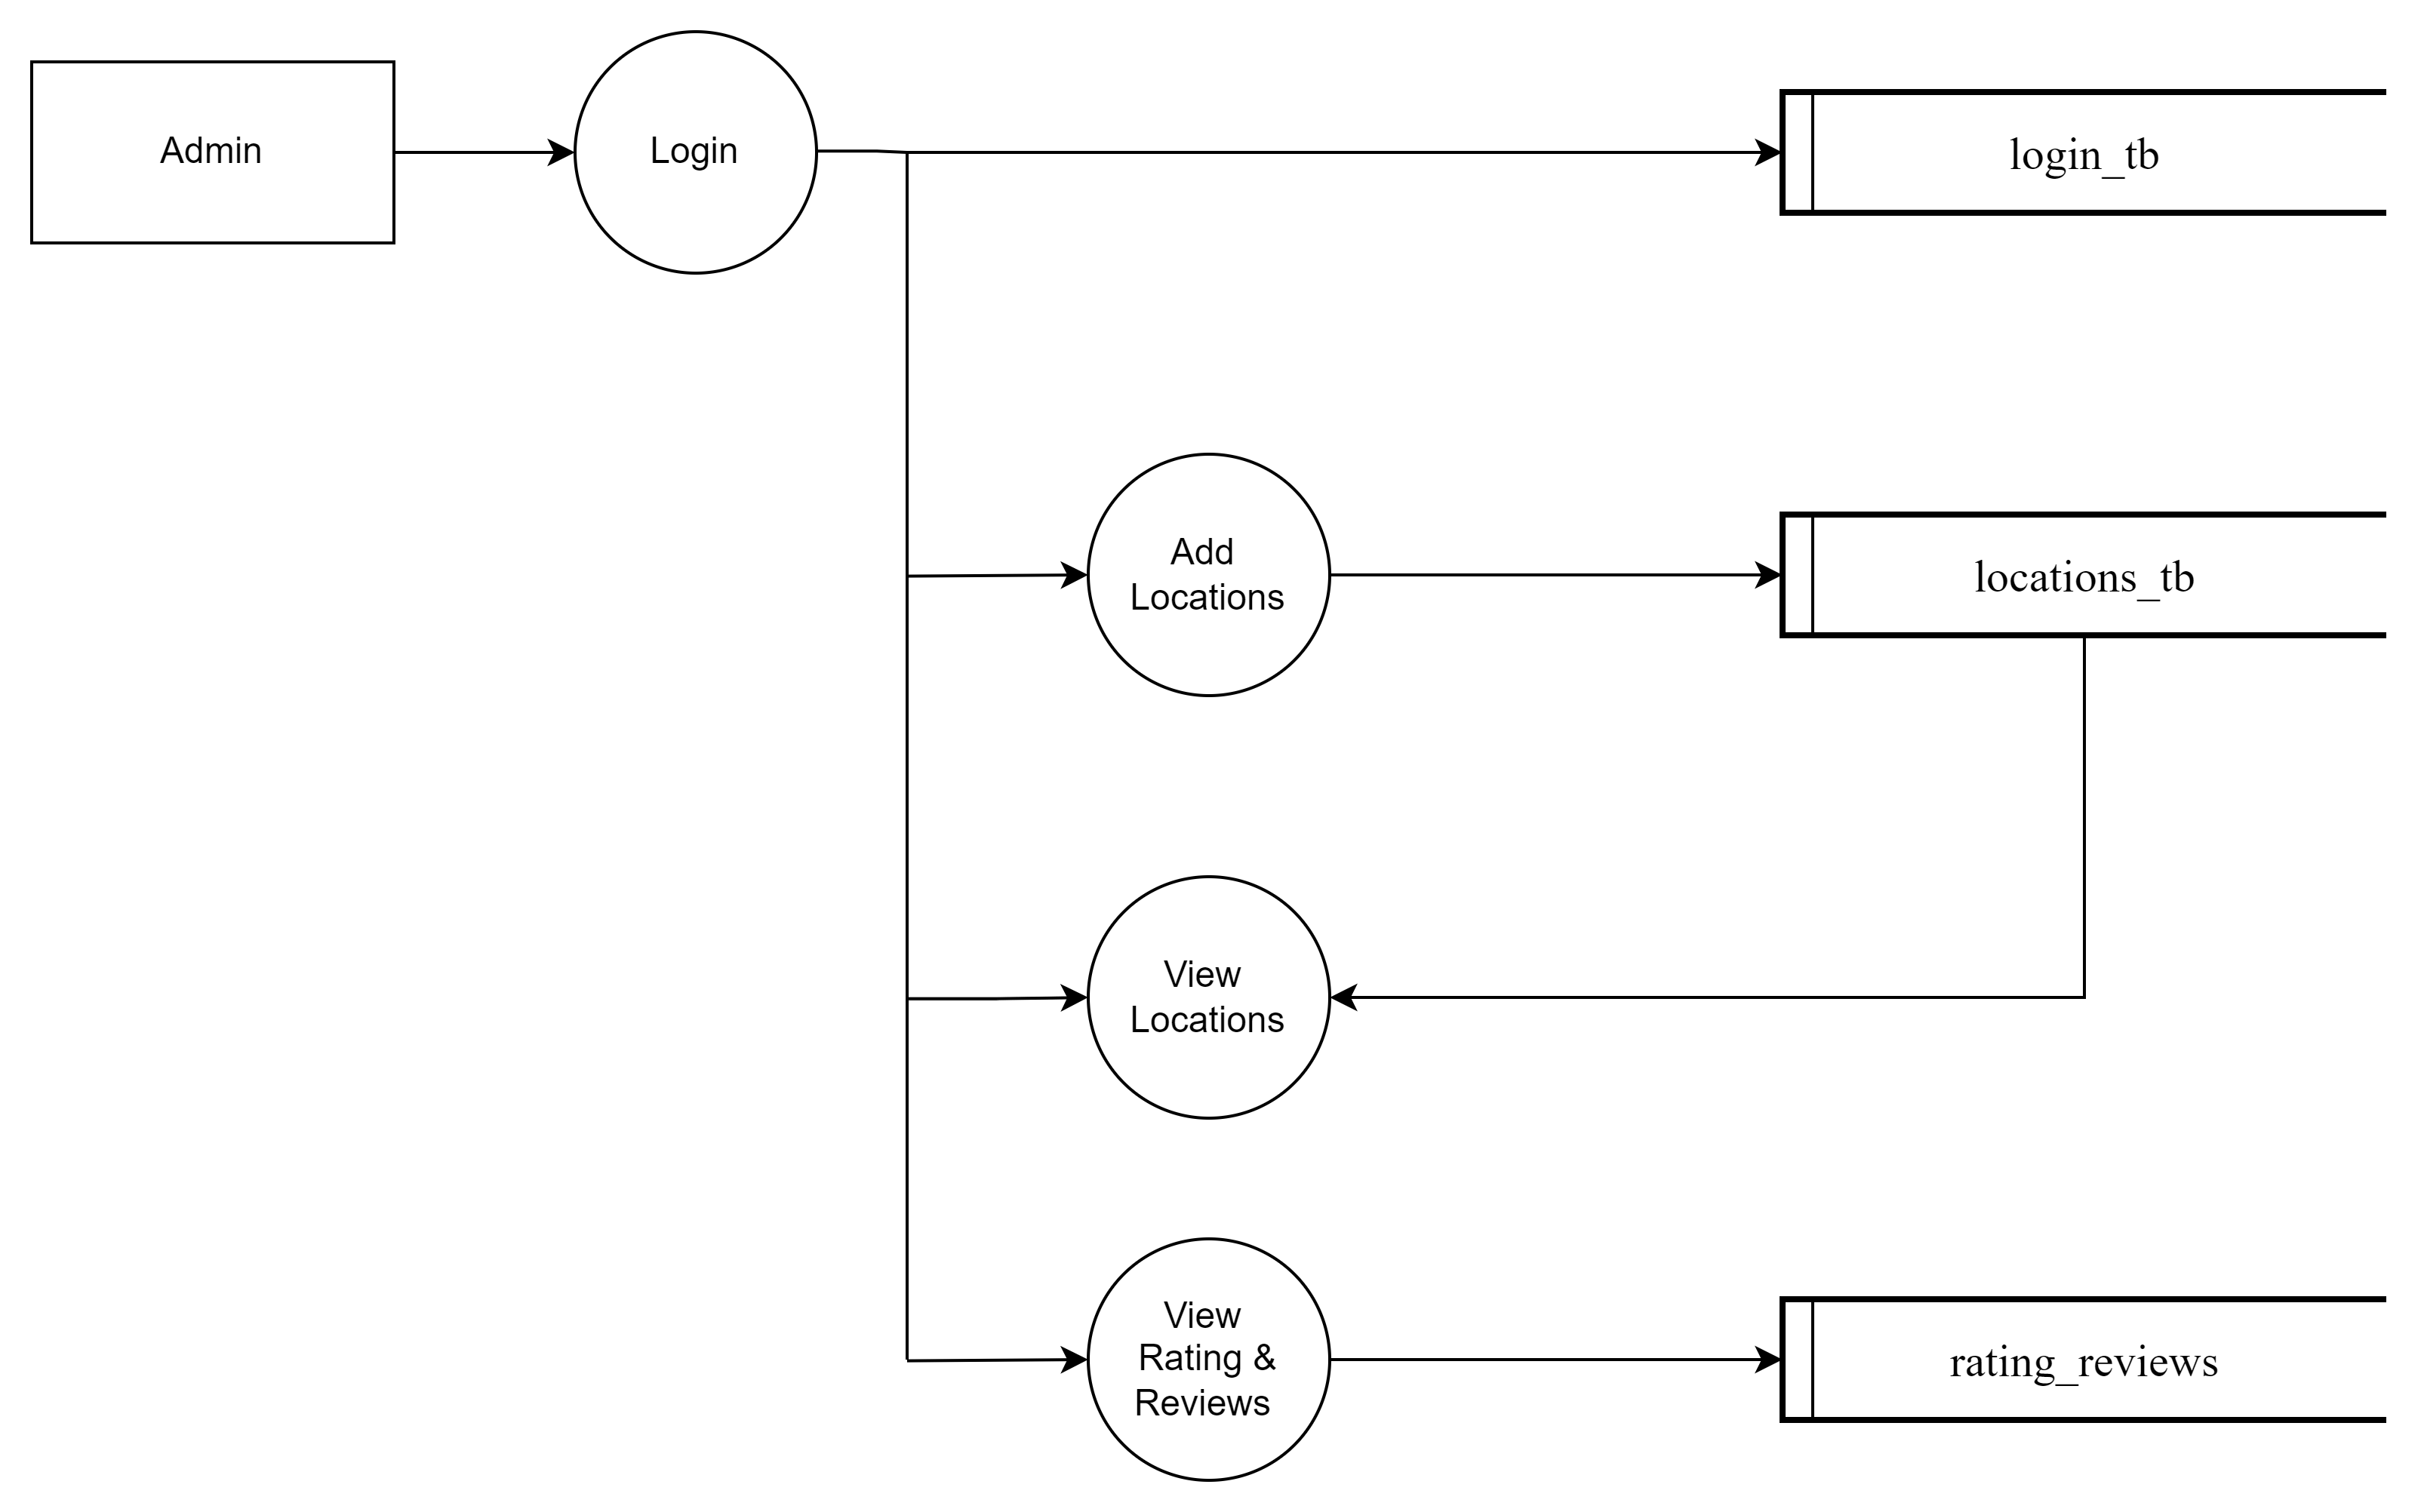 Admin
Login
login_tb
Add
Locations
locations_tb
View
Locations
View
Rating &
Reviews
rating_reviews